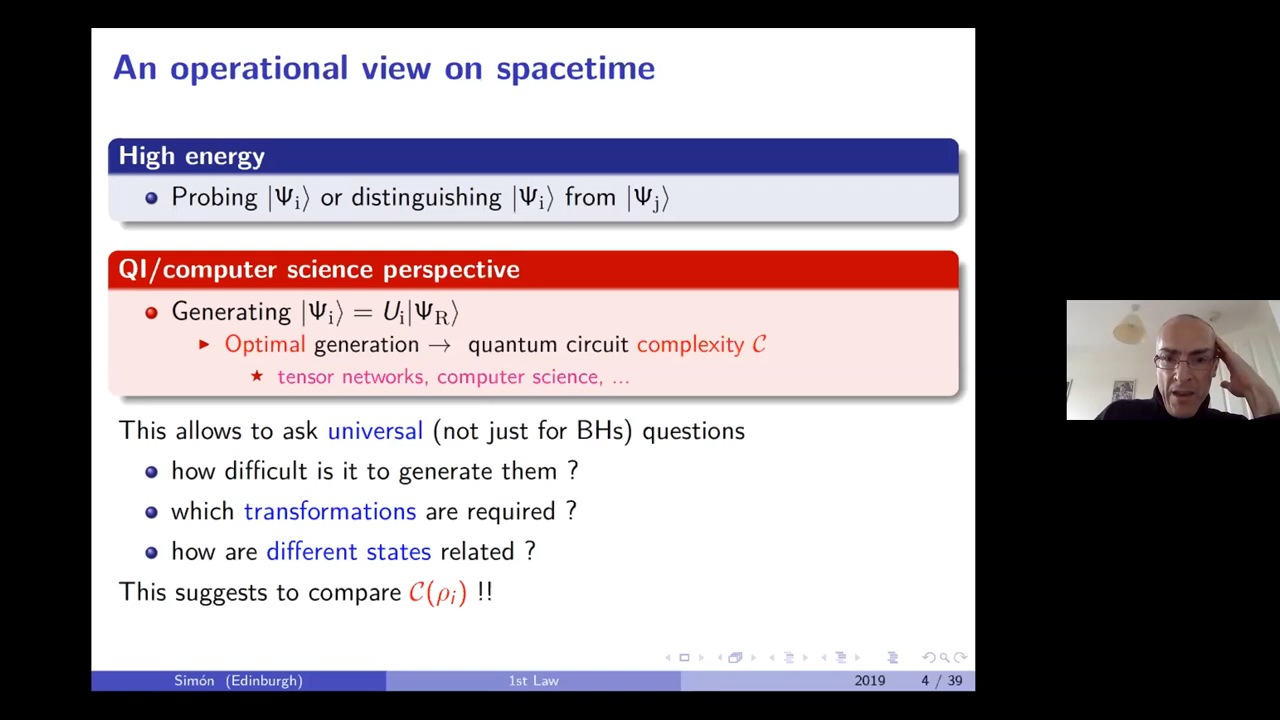 An operational view on spacetime
High energy
Probing |Ψi⟩ or distinguishing |Ψi⟩ from |Ψj⟩
QI/computer science perspective
Generating |Ψi⟩ = Ui|ΨR⟩
Optimal generation → quantum circuit complexity 𝒞
tensor networks, computer science, ...
This allows to ask universal (not just for BHs) questions
how difficult is it to generate them ?
which transformations are required ?
how are different states related ?
This suggests to compare 𝒞(ρi) !!
Simón (Edinburgh) 1st Law 2019 4 / 39